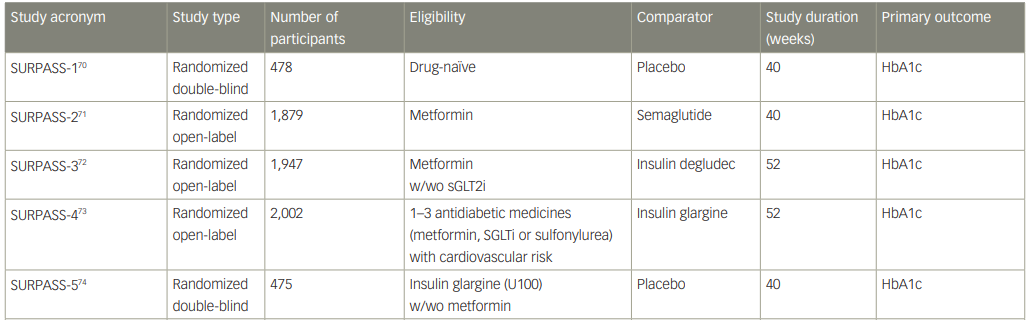 Study acronym Study type Number of participants Eligibility Comparator Study duration (weeks) Primary outcome
SURPASS-1⁷⁰ Randomized double-blind 478 Drug-naïve Placebo 40 HbA1c
SURPASS-2⁷¹ Randomized open-label 1,879 Metformin Semaglutide 40 HbA1c
SURPASS-3⁷² Randomized open-label 1,947 Metformin w/wo sGLT2i Insulin degludec 52 HbA1c
SURPASS-4⁷³ Randomized open-label 2,002 1–3 antidiabetic medicines (metformin, SGLTi or sulfonylurea) with cardiovascular risk Insulin glargine 52 HbA1c
SURPASS-5⁷⁴ Randomized double-blind 475 Insulin glargine (U100) w/wo metformin Placebo 40 HbA1c